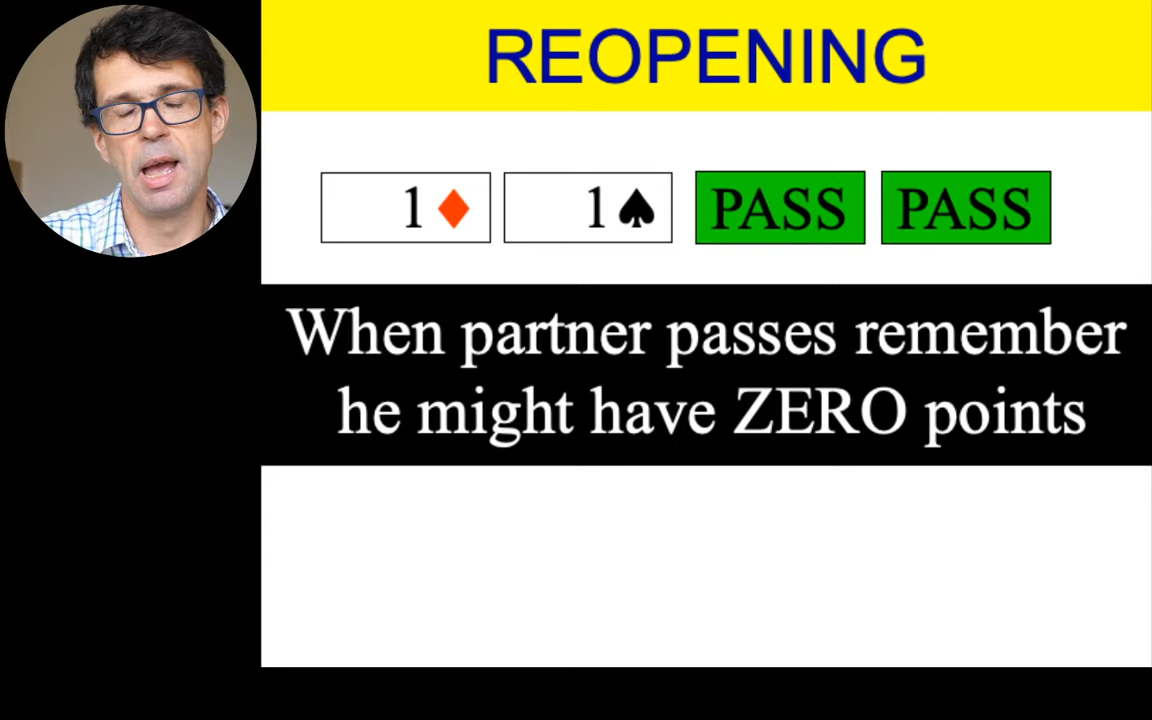 REOPENING
1♦ 1♠ PASS PASS
When partner passes remember
he might have ZERO points